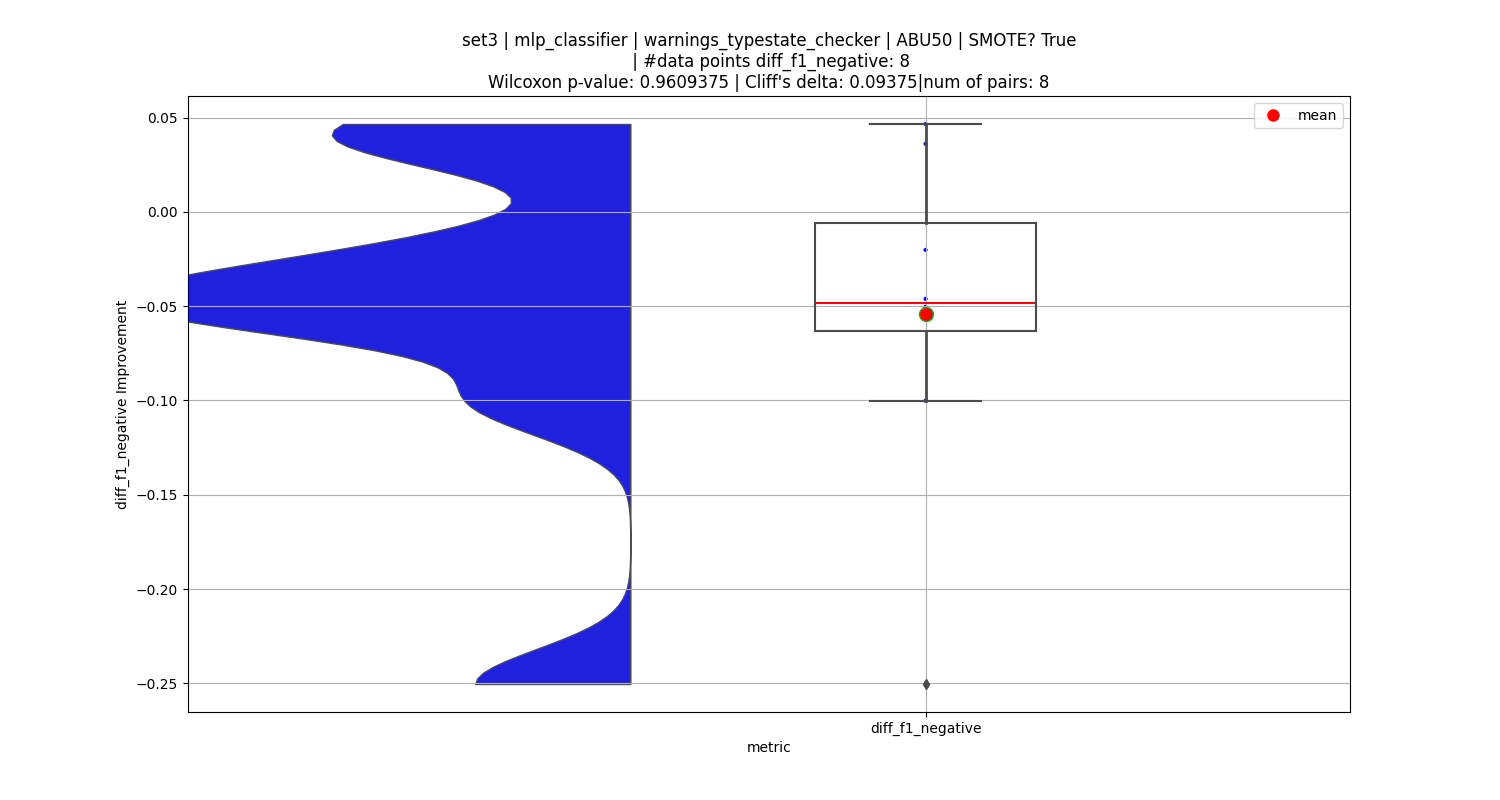 set3 | mlp_classifier | warnings_typestate_checker | ABU50 | SMOTE? True
| #data points diff_f1_negative: 8
Wilcoxon p-value: 0.9609375 | Cliff's delta: 0.09375|num of pairs: 8
mean
0.05
0.00
−0.05
−0.10
−0.15
−0.20
−0.25
diff_f1_negative Improvement
diff_f1_negative
metric